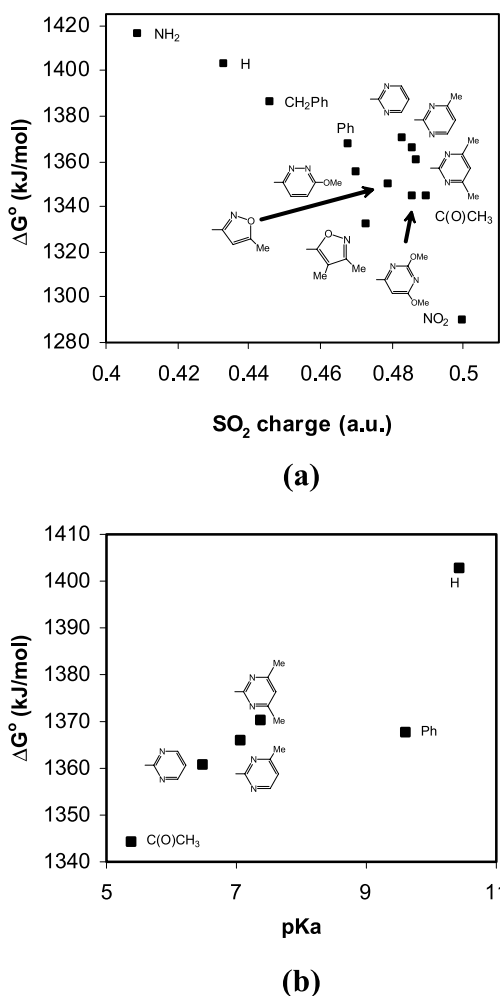 1420
1400
1380
1360
1340
1320
1300
1280
ΔG° (kJ/mol)
NH₂
H
CH₂Ph
Ph
N
N
N
N
Me
N
N
Me
Me
N
N
OMe
C(O)CH₃
N
O
Me
O
N
Me
Me
N
OMe
N
OMe
NO₂
0.4
0.42
0.44
0.46
0.48
0.5
SO₂ charge (a.u.)
(a)
1410
1400
1390
1380
1370
1360
1350
1340
ΔG° (kJ/mol)
H
Me
N
N
Me
Ph
N
N
Me
N
N
C(O)CH₃
5
7
9
11
pKa
(b)